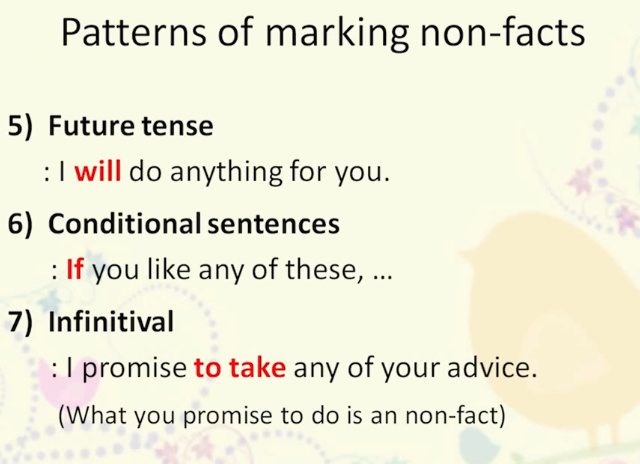 Patterns of marking non-facts
5) Future tense
: I will do anything for you.
6) Conditional sentences
: If you like any of these, ...
7) Infinitival
: I promise to take any of your advice.
(What you promise to do is an non-fact)